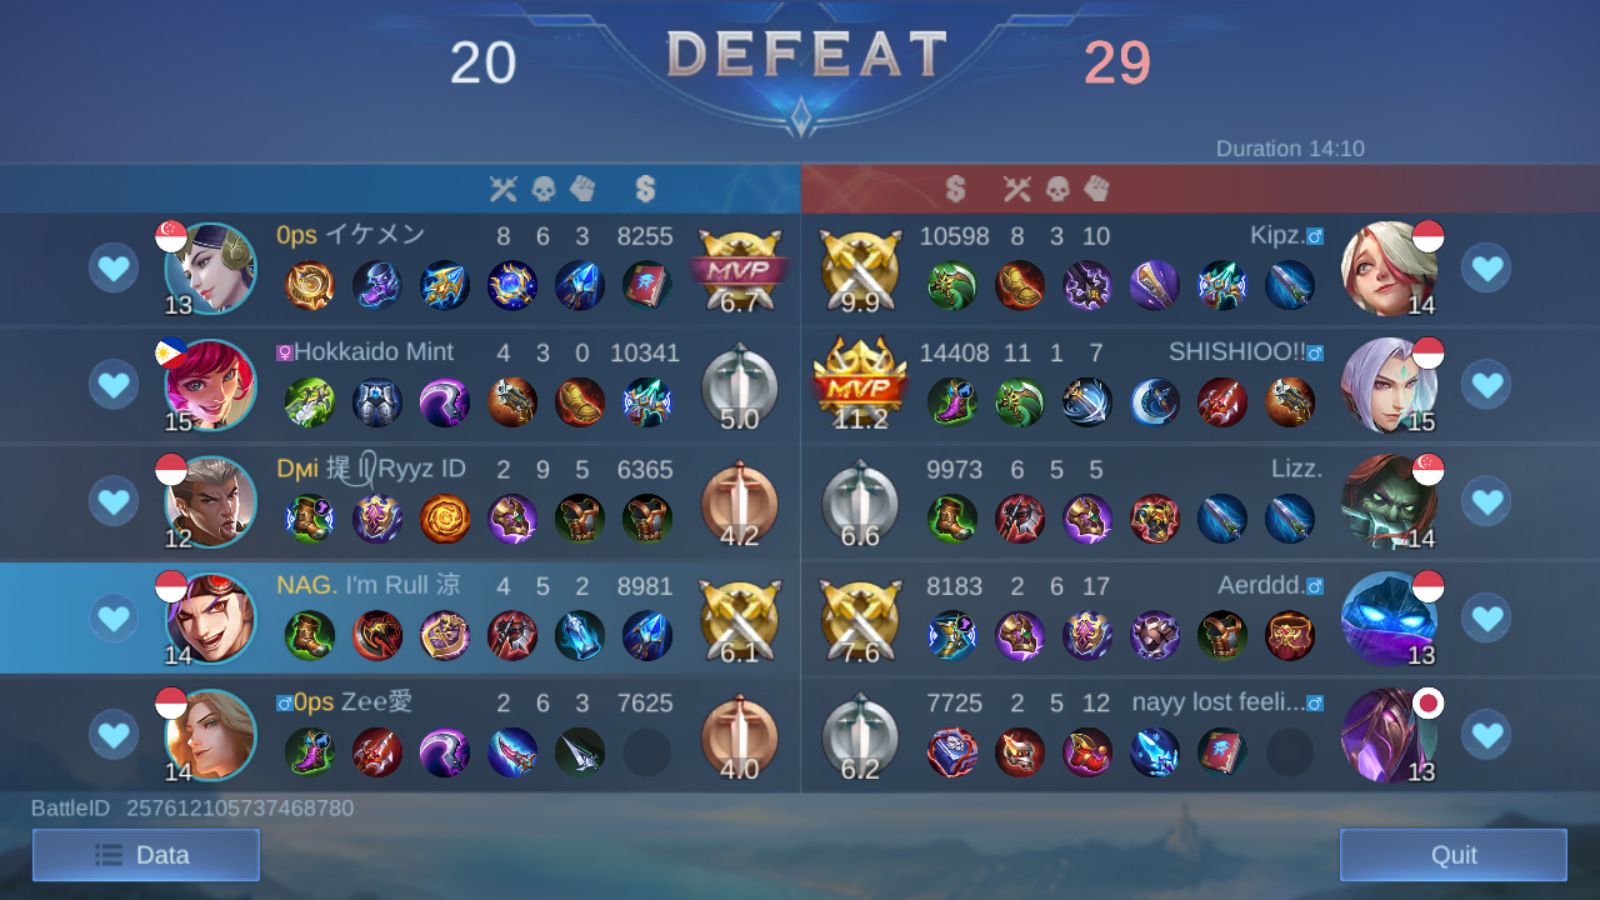 20 DEFEAT 29
Duration 14:10
0ps イケメン 8 6 3 8255
13
MVP 6.7
9.9
10598 8 3 10 Kipz.
14
Hokkaido Mint 4 3 0 10341
15
5.0
MVP 11.2
14408 11 1 7 SHISHIOO!!
15
Dμi 提 Ryyz ID 2 9 5 6365
12
4.2
6.6
9973 6 5 5 Lizz.
14
NAG. I'm Rull 涼 4 5 2 8981
14
6.1
7.6
8183 2 6 17 Aerddd.
13
0ps Zee愛 2 6 3 7625
14
4.0
6.2
7725 2 5 12 nayy lost feeli...
13
BattleID 257612105737468780
Data
Quit